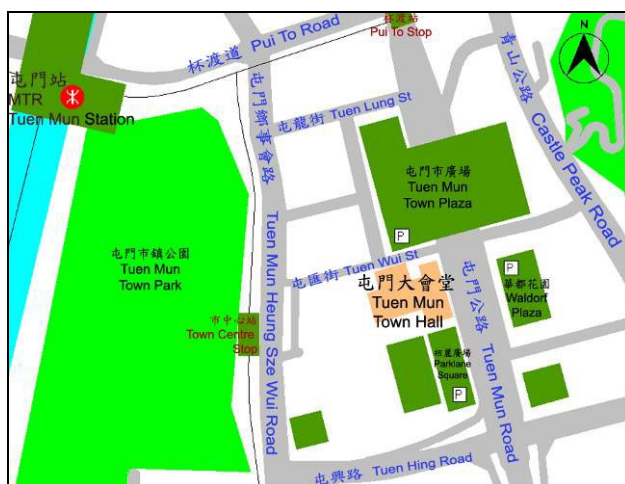 杯渡站
Pui To Stop
N
杯渡道 Pui To Road
青山公路 Castle Peak Road
屯門站
MTR
Tuen Mun Station
屯門鄉事會路 Tuen Mun Heung Sze Wui Road
屯龍街 Tuen Lung St
屯門市廣場
Tuen Mun
Town Plaza
P
屯門市鎮公園
Tuen Mun
Town Park
屯匯街 Tuen Wui St
屯門大會堂
Tuen Mun
Town Hall
屯門公路 Tuen Mun Road
P
華都花園
Waldorf
Plaza
市中心站
Town Centre
Stop
栢麗廣場
Parklane
Square
P
屯興路 Tuen Hing Road